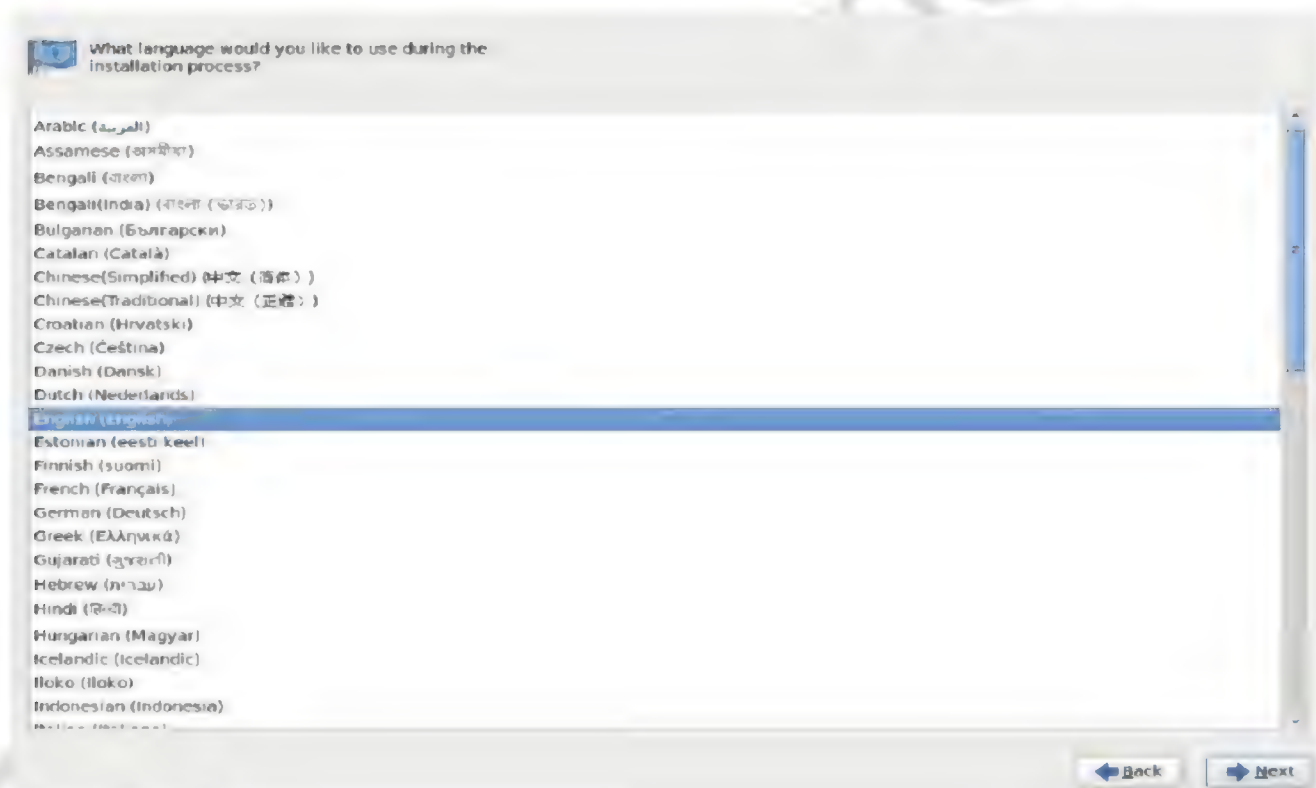 What language would you like to use during the
installation process?
Arabic (العربية)
Assamese (অসমীয়া)
Bengali (বাংলা)
Bengali(India) (বাংলা (ভারত))
Bulgarian (Български)
Catalan (Català)
Chinese(Simplified) (中文（简体）)
Chinese(Traditional) (中文（正體）)
Croatian (Hrvatski)
Czech (Čeština)
Danish (Dansk)
Dutch (Nederlands)
English (English)
Estonian (eesti keel)
Finnish (suomi)
French (Français)
German (Deutsch)
Greek (Ελληνικά)
Gujarati (ગુજરાતી)
Hebrew (עברית)
Hindi (हिन्दी)
Hungarian (Magyar)
Icelandic (Icelandic)
Iloko (Iloko)
Indonesian (Indonesia)
Back
Next